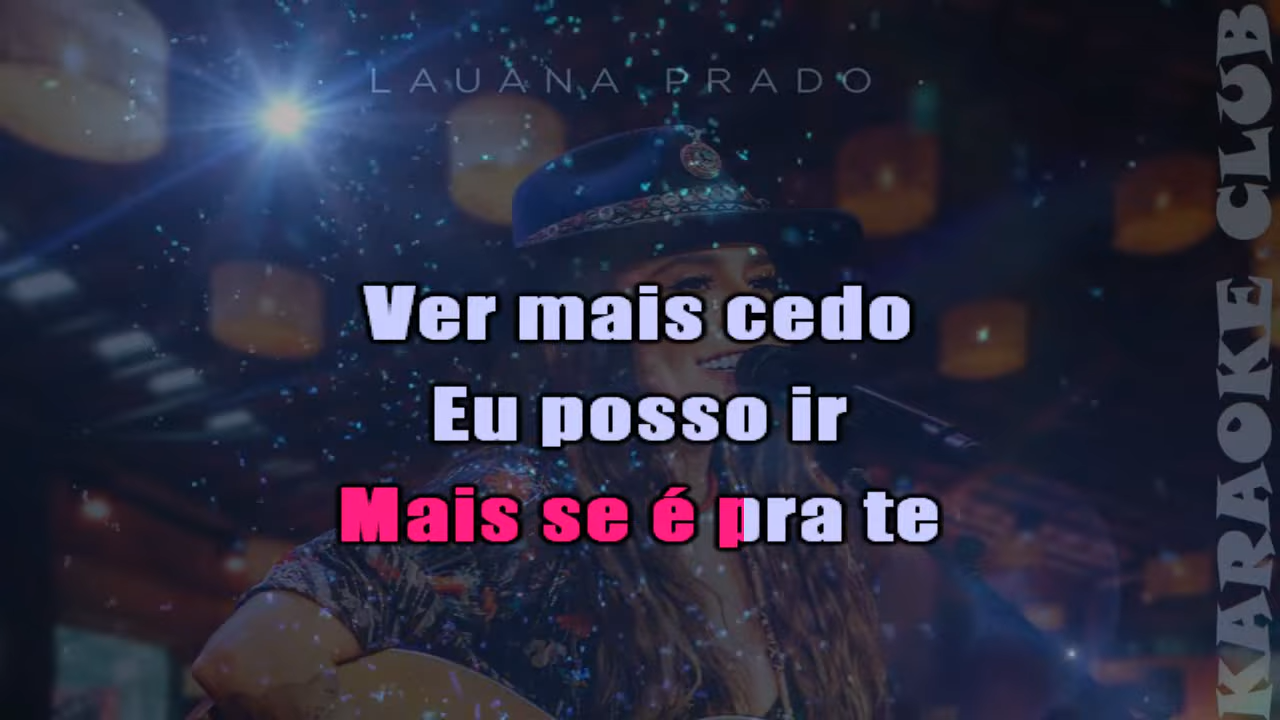 LAUANA PRADO
Ver mais cedo
Eu posso ir
Mais se é pra te
KARAOKE CLUB